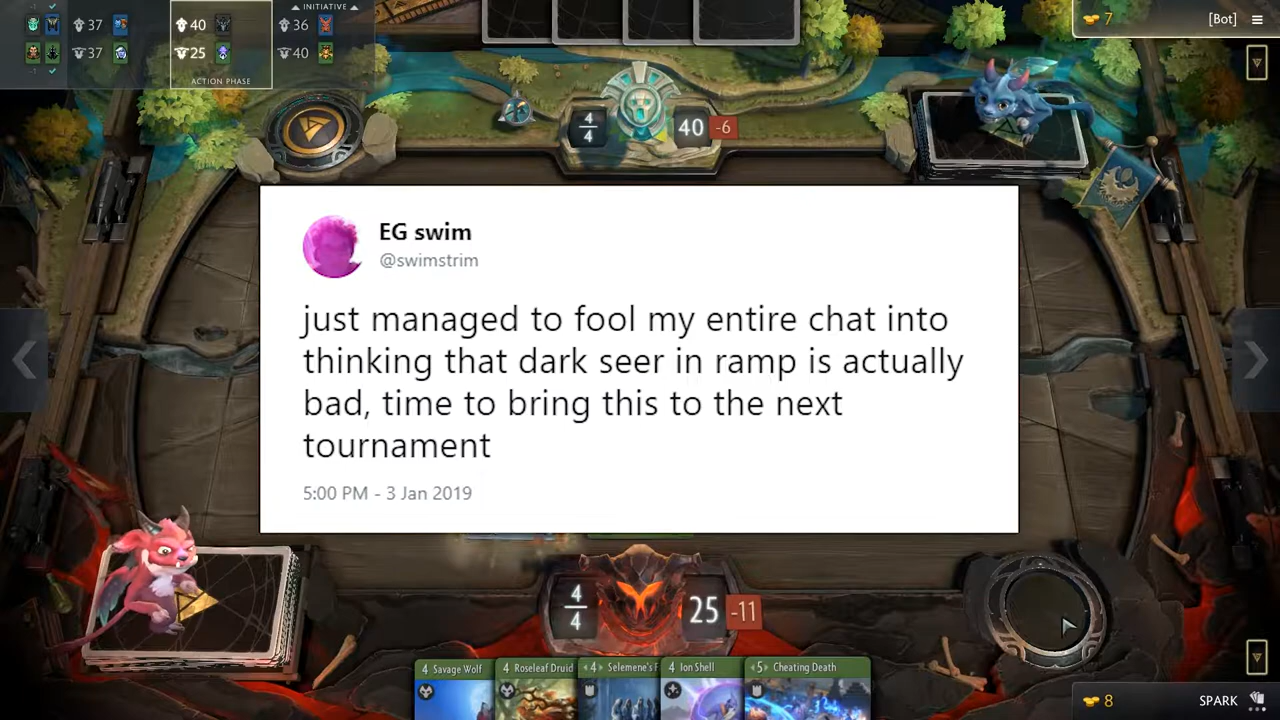 -1
37
40
INITIATIVE
36
37
25
40
-1
ACTION PHASE
7
[Bot]
4
4
40
-6
EG swim
@swimstrim
just managed to fool my entire chat into
thinking that dark seer in ramp is actually
bad, time to bring this to the next
tournament
5:00 PM - 3 Jan 2019
4
4
25
-11
4 Savage Wolf
4 Roseleaf Druid
4 Selemene's F
4 Ion Shell
5 Cheating Death
8
SPARK